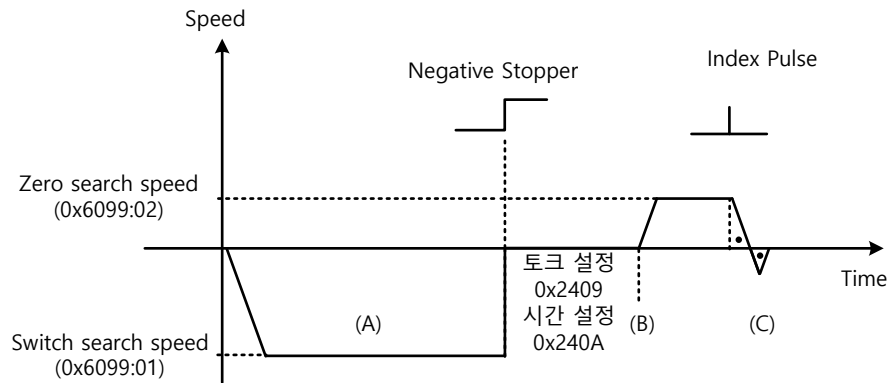 Speed
Negative Stopper
Index Pulse
Zero search speed
(0x6099:02)
토크 설정
0x2409
시간 설정
0x240A
Time
(A)
(B)
(C)
Switch search speed
(0x6099:01)